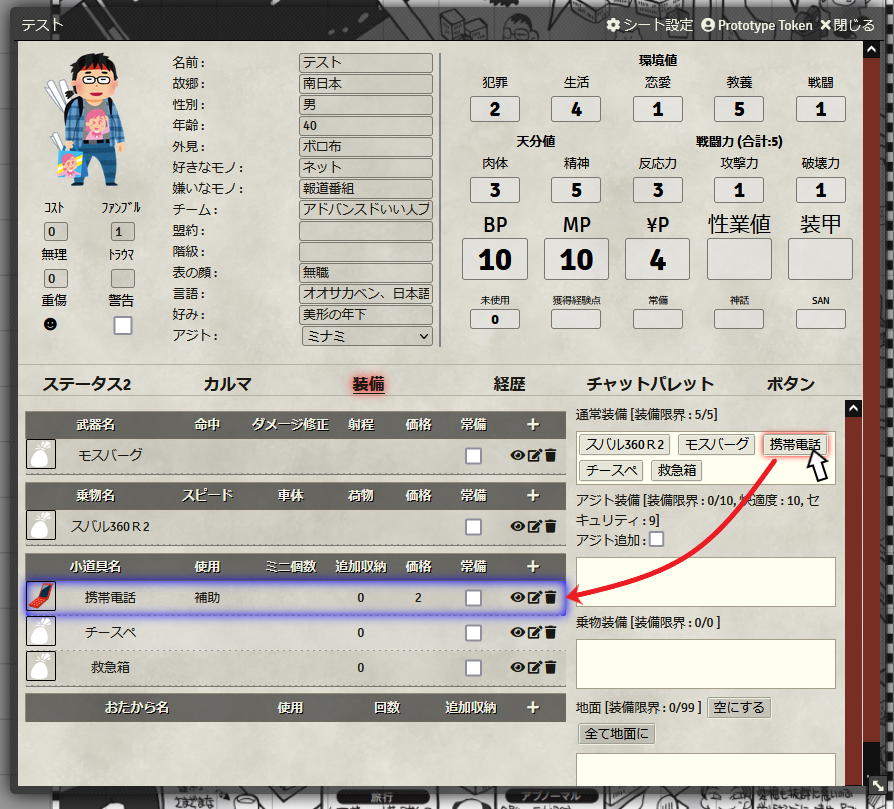 テスト シート設定 Prototype Token 閉じる
名前 : テスト
故郷 : 南日本
性別 : 男
年齢 : 40
外見 : ボロ布
好きなモノ : ネット
嫌いなモノ : 報道番組
チーム : アドバンスドいい人ブ
盟約 :
階級 :
表の顔 : 無職
言語 : オオサカベン、日本語
好み : 美形の年下
アジト : ミナミ
コスト ファンブル
0 1
無理 トラウマ
0
重傷 警告
環境値
犯罪 生活 恋愛 教養 戦闘
2 4 1 5 1
天分値 戦闘力 (合計:5)
肉体 精神 反応力 攻撃力 破壊力
3 5 3 1 1
BP MP ¥P 性業値 装甲
10 10 4
未使用 獲得経験点 常備 神話 SAN
0
ステータス2 カルマ 装備 経歴 チャットパレット ボタン
武器名 命中 ダメージ修正 射程 価格 常備 +
モスバーグ
乗物名 スピード 車体 荷物 価格 常備 +
スバル360R2
小道具名 使用 ミニ個数 追加収納 価格 常備 +
携帯電話 補助 0 2
チースペ 0
救急箱 0
おたから名 使用 回数 追加収納 +
通常装備 [装備限界 : 5/5]
スバル360R2 モスバーグ 携帯電話
チースペ 救急箱
アジト装備 [装備限界 : 0/10, 快適度 : 10, セ
キュリティ : 9]
アジト追加 :
乗物装備 [装備限界 : 0/0 ]
地面 [装備限界 : 0/99 ] 空にする
全て地面に
旅行 アブノーマル